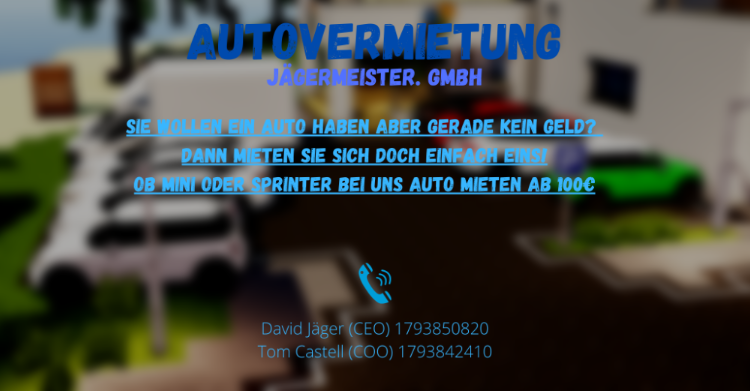 AUTOVERMIETUNG
JÄGERMEISTER. GMBH
SIE WOLLEN EIN AUTO HABEN ABER GERADE KEIN GELD?
DANN MIETEN SIE SICH DOCH EINFACH EINS!
OB MINI ODER SPRINTER BEI UNS AUTO MIETEN AB 100€
David Jäger (CEO) 1793850820
Tom Castell (COO) 1793842410